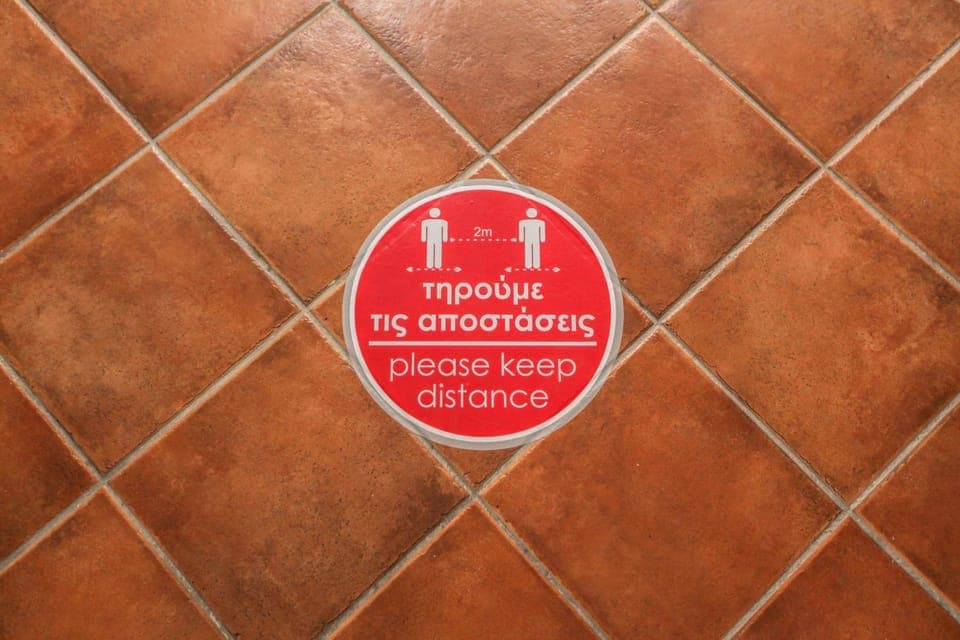 2m
τηρούμε
τις αποστάσεις
please keep
distance